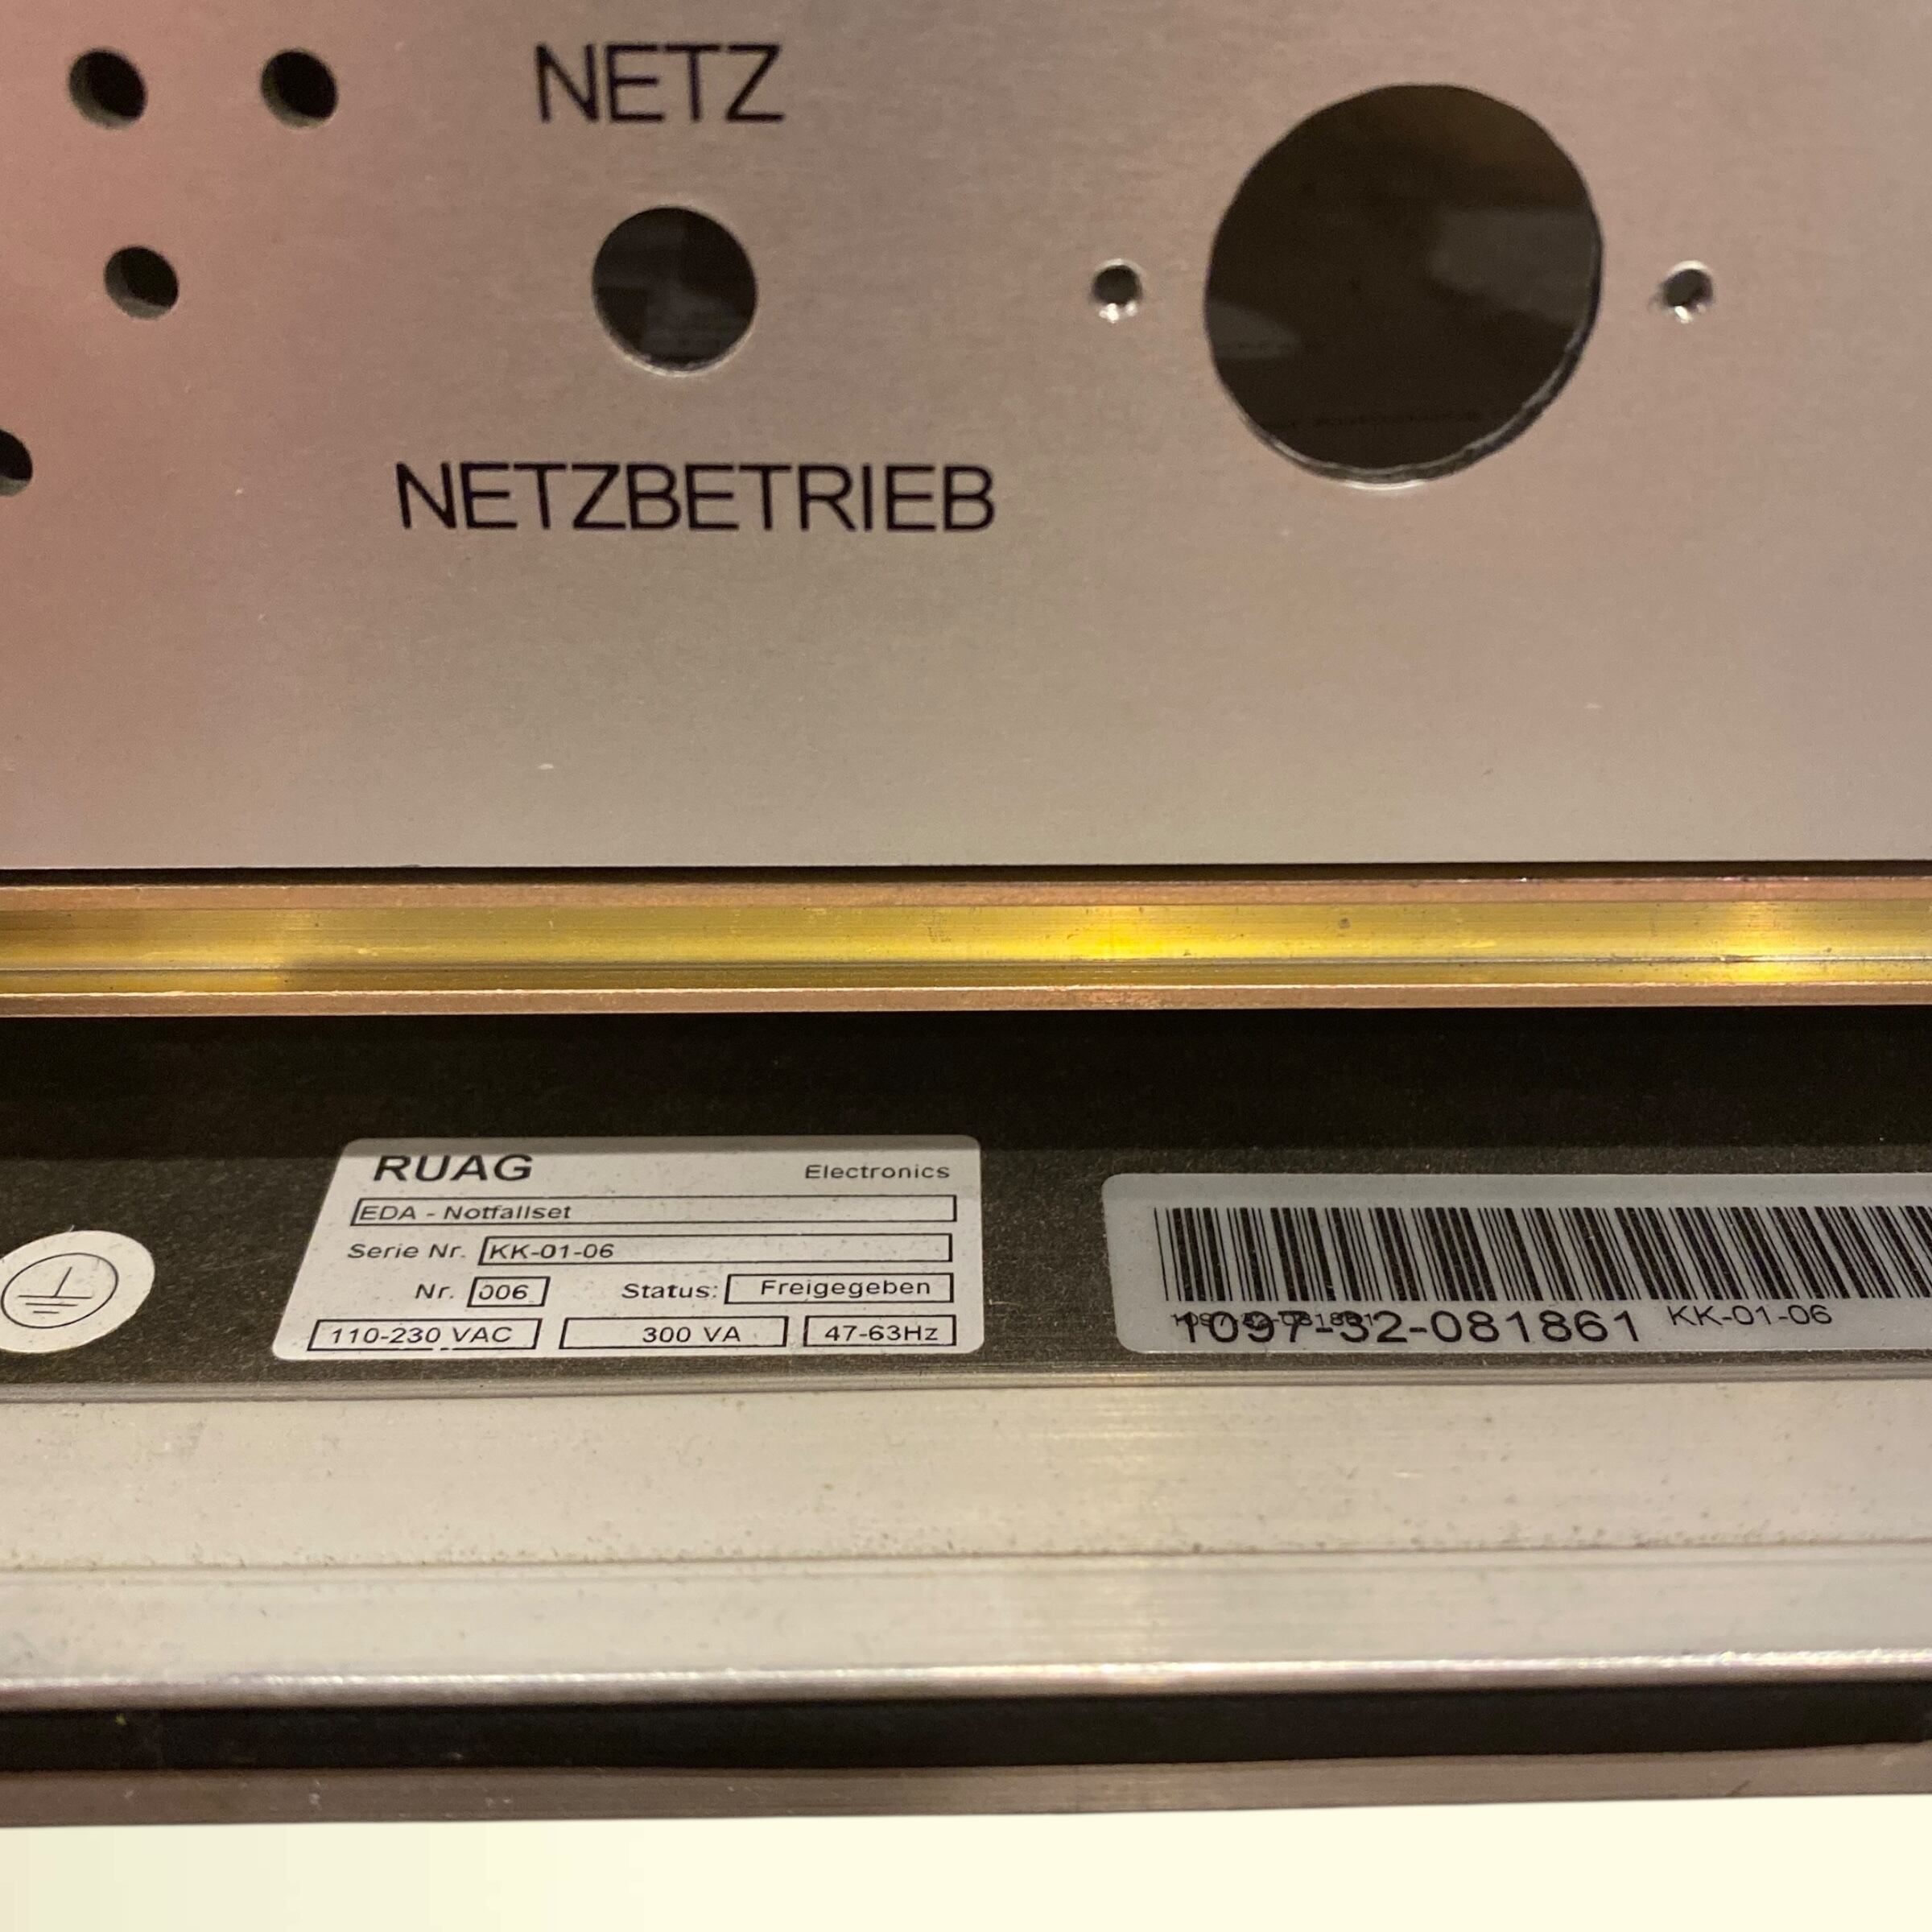 NETZ
NETZBETRIEB
RUAG Electronics
EDA - Notfallset
Serie Nr. KK-01-06
Nr. 006 Status: Freigegeben
110-230 VAC 300 VA 47-63Hz
1097-32-081861 KK-01-06